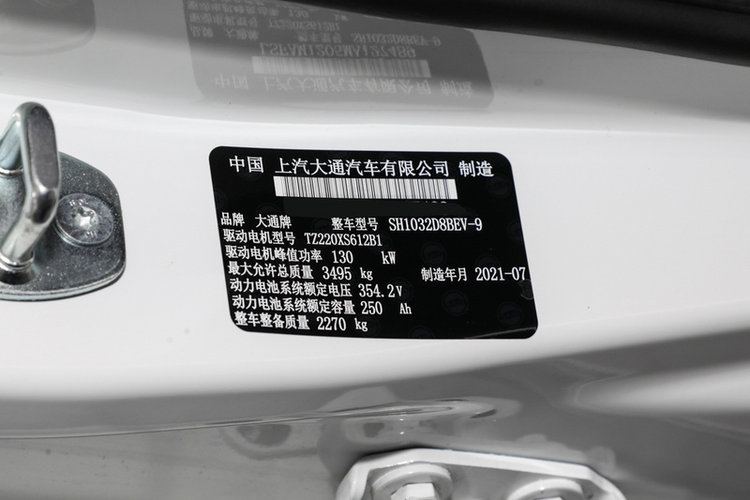 中国 上汽大通汽车有限公司 制造
品牌 大通牌 整车型号 SH1032D8BEV-9
驱动电机型号 TZ220XS612B1
驱动电机峰值功率 130 kW
最大允许总质量 3495 kg 制造年月 2021-07
动力电池系统额定电压 354.2V
动力电池系统额定容量 250 Ah
整车整备质量 2270 kg